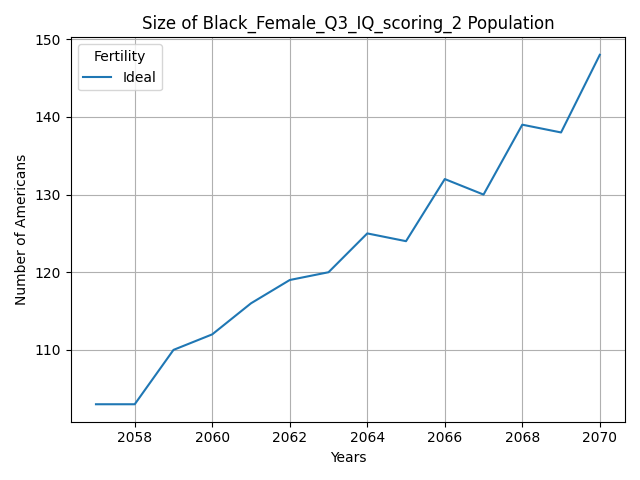 Size of Black_Female_Q3_IQ_scoring_2 Population
150
140
130
120
110
Number of Americans
Fertility
Ideal
2058 2060 2062 2064 2066 2068 2070
Years